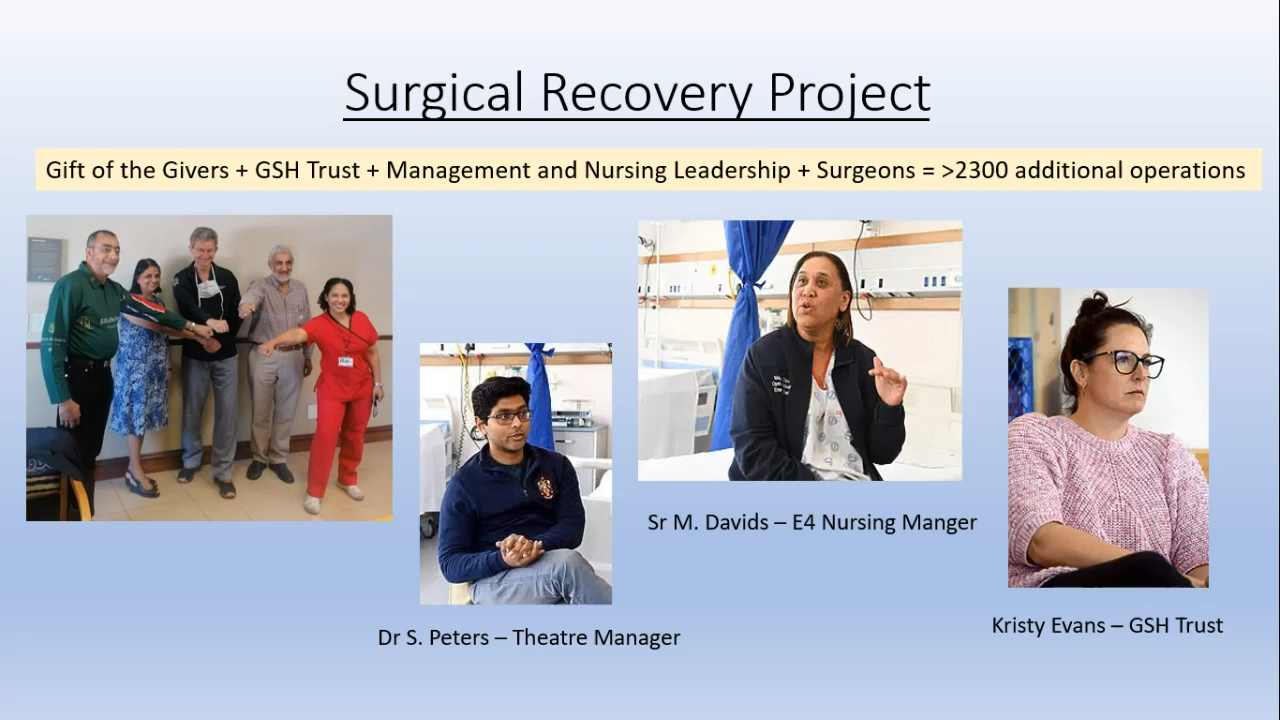 Surgical Recovery Project
Gift of the Givers + GSH Trust + Management and Nursing Leadership + Surgeons = >2300 additional operations
Sr M. Davids – E4 Nursing Manger
Kristy Evans – GSH Trust
Dr S. Peters – Theatre Manager